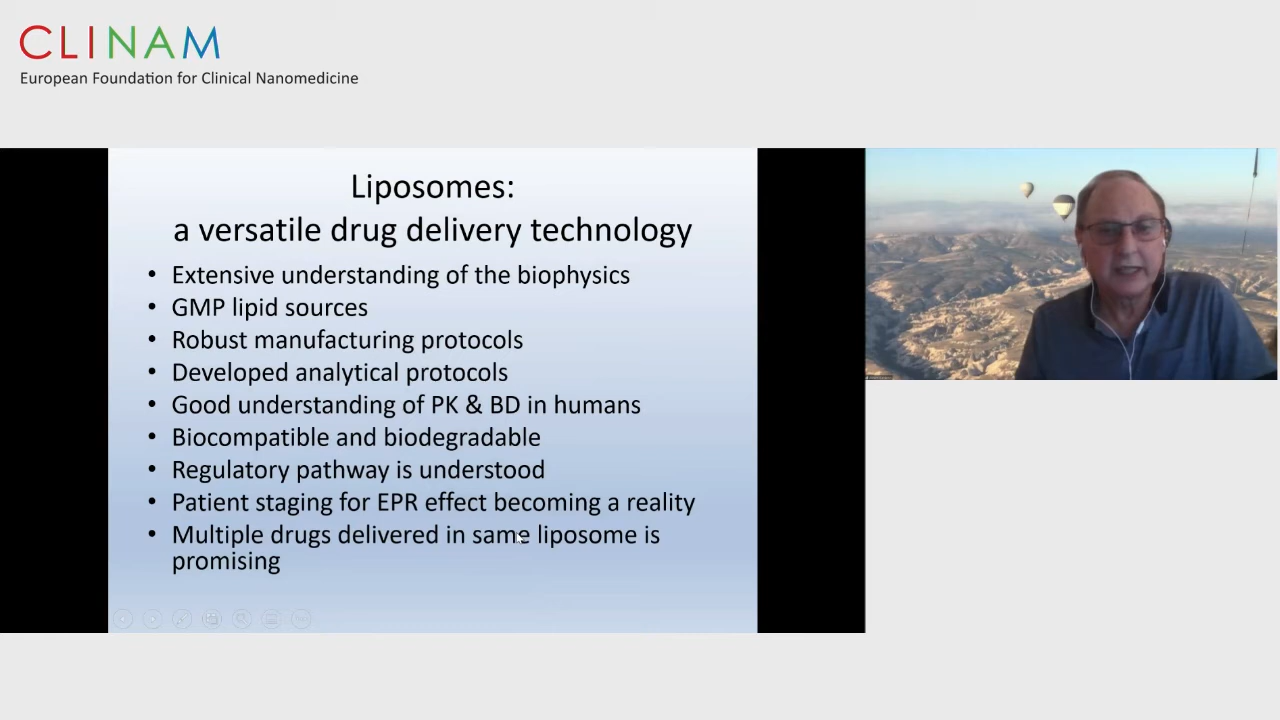 CLINAM
European Foundation for Clinical Nanomedicine
Liposomes:
a versatile drug delivery technology
• Extensive understanding of the biophysics
• GMP lipid sources
• Robust manufacturing protocols
• Developed analytical protocols
• Good understanding of PK & BD in humans
• Biocompatible and biodegradable
• Regulatory pathway is understood
• Patient staging for EPR effect becoming a reality
• Multiple drugs delivered in same liposome is
promising